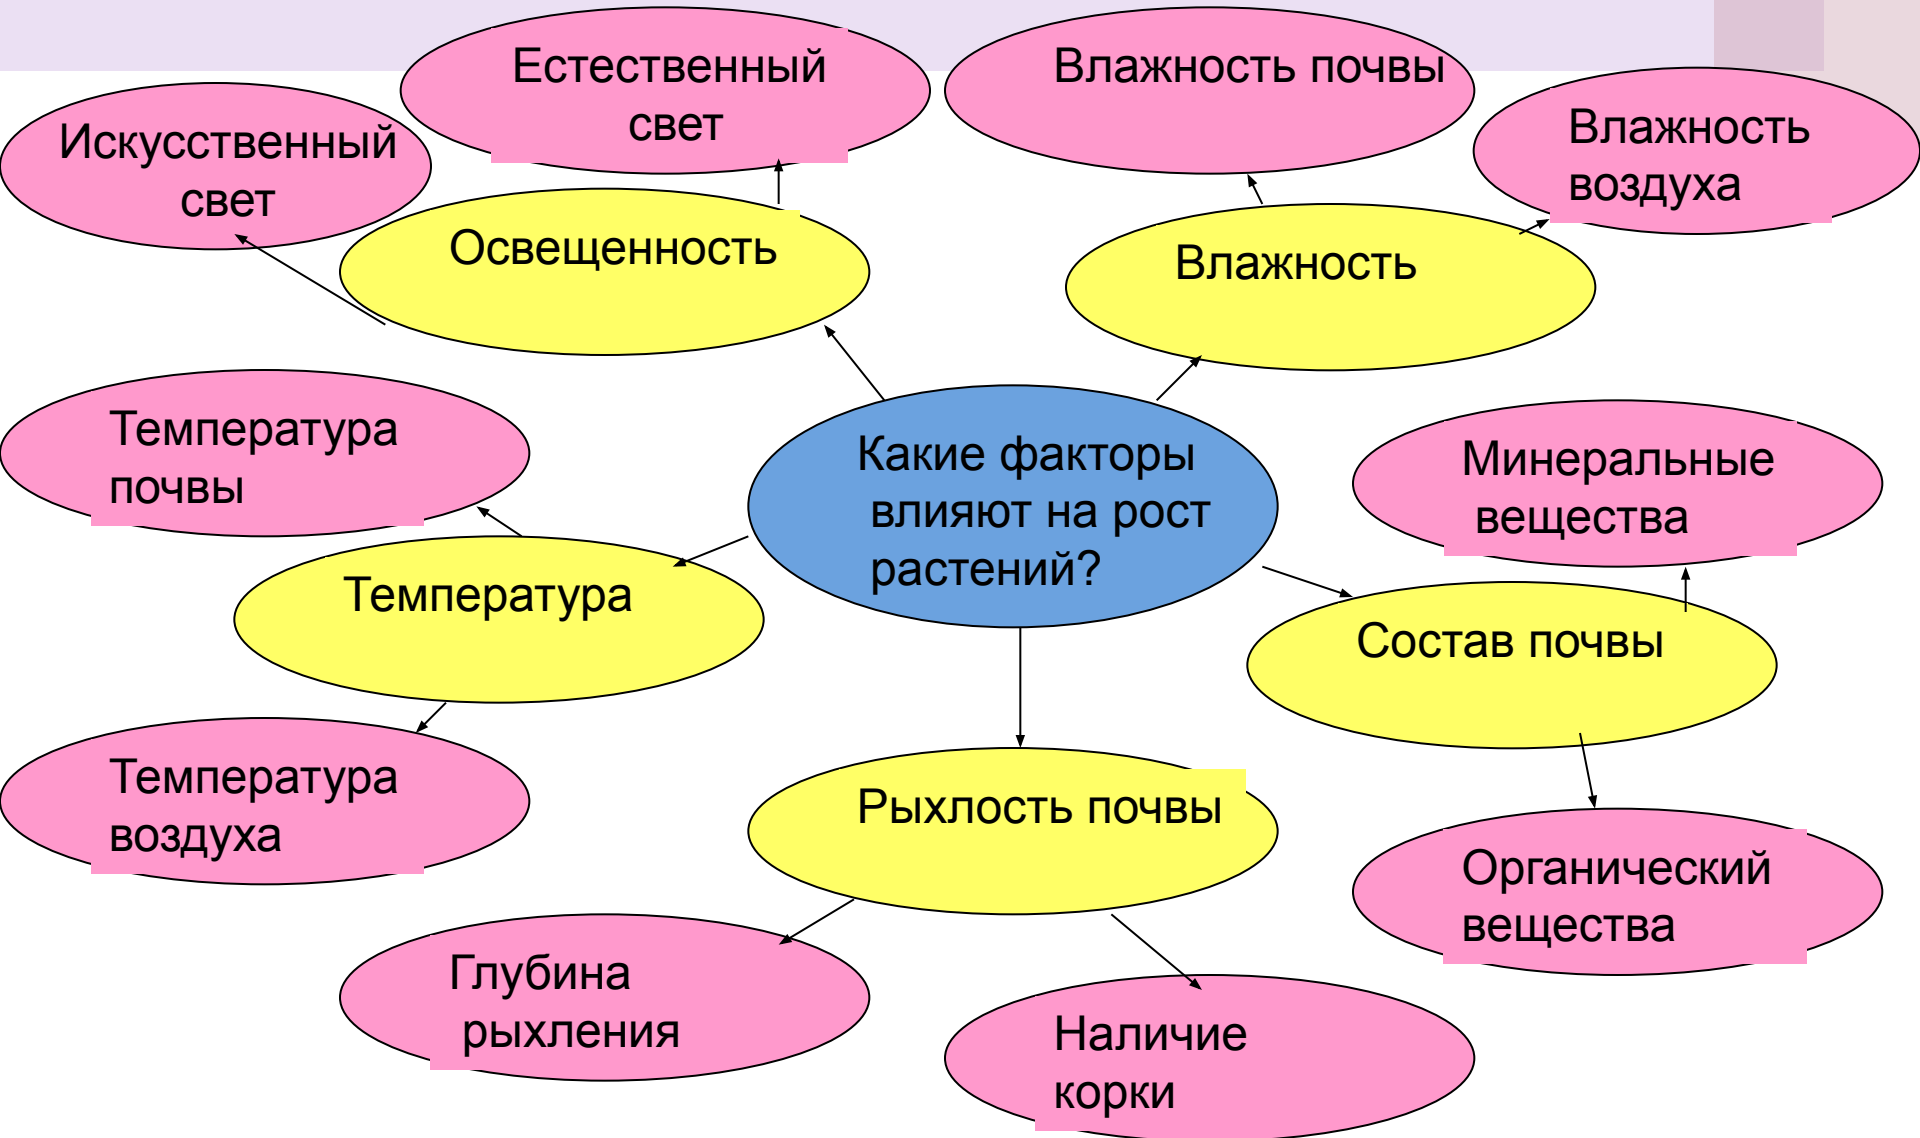 Естественный
свет
Влажность почвы
Искусственный
свет
Влажность
воздуха
Освещенность
Влажность
Температура
почвы
Какие факторы
влияют на рост
растений?
Минеральные
вещества
Температура
Состав почвы
Температура
воздуха
Рыхлость почвы
Органический
вещества
Глубина
рыхления
Наличие
корки